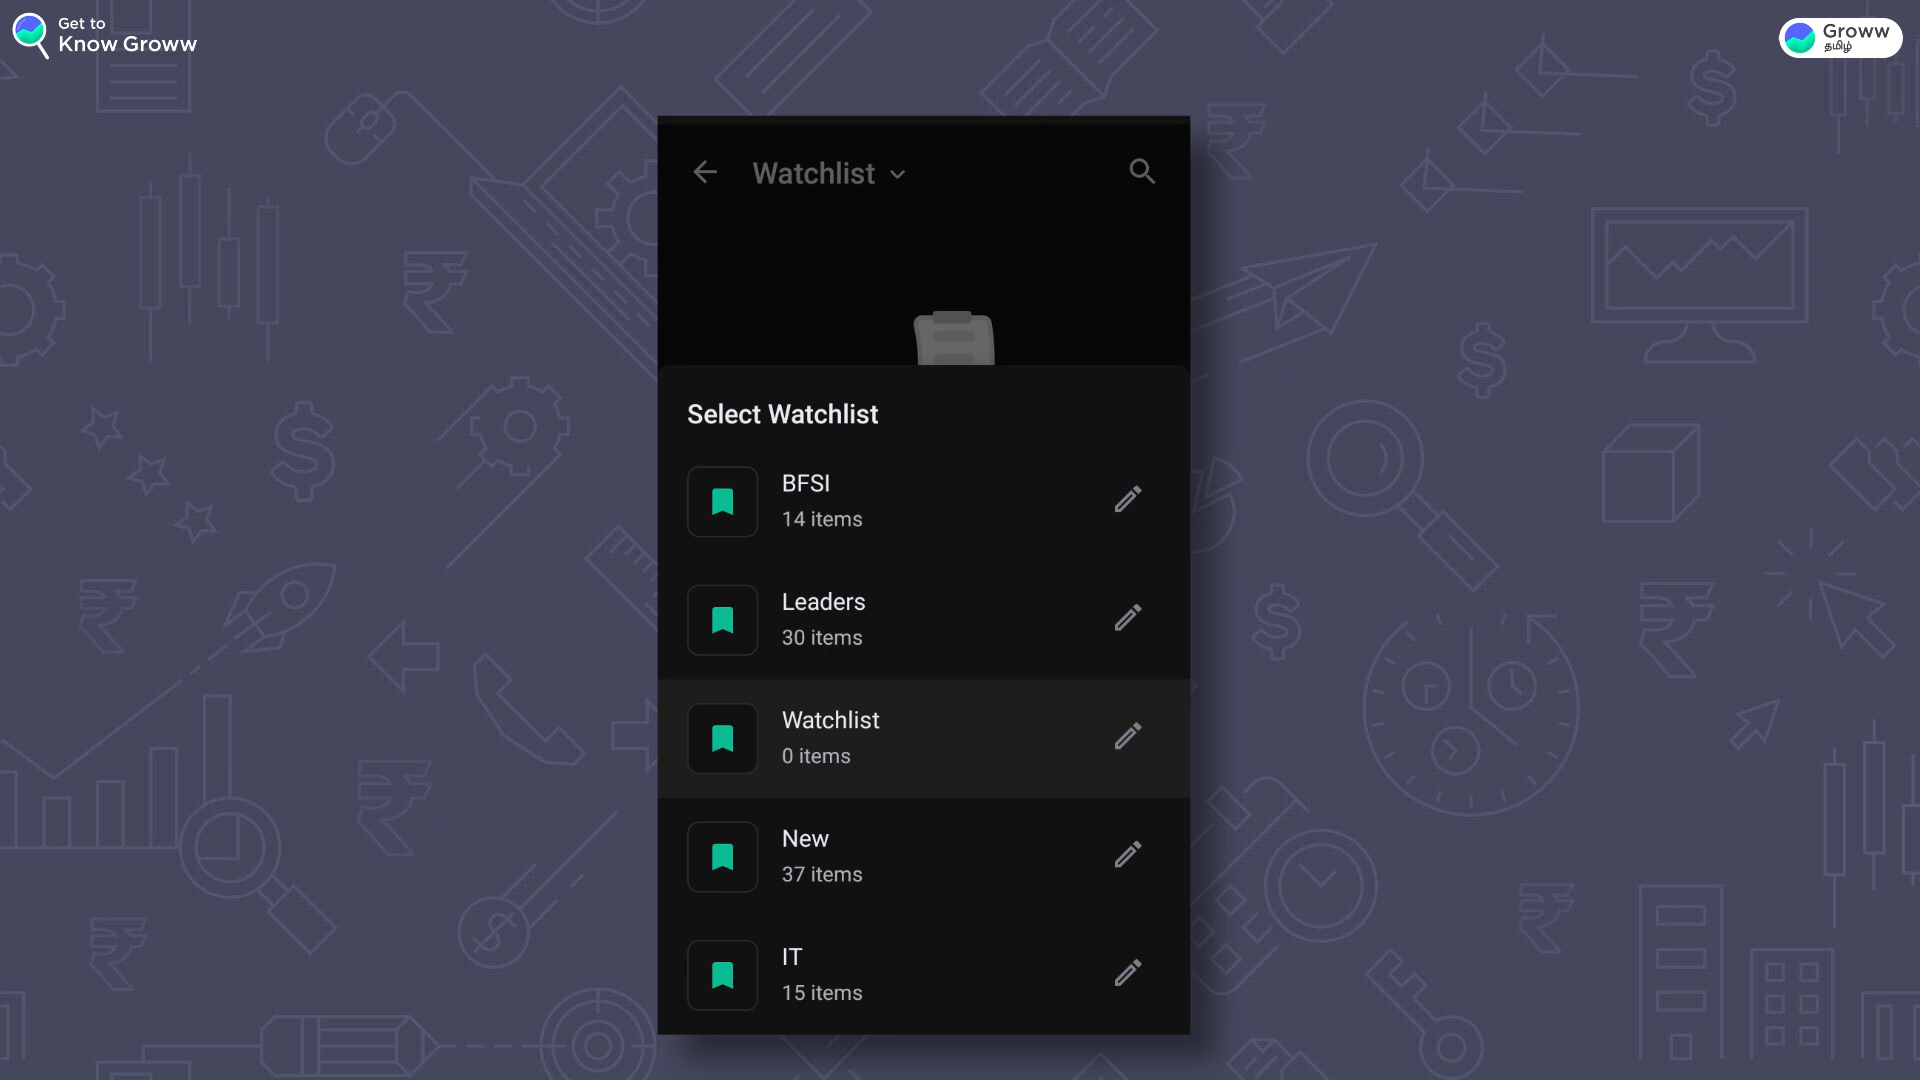 Get to
Know Groww
Groww
தமிழ்
Watchlist
Select Watchlist
BFSI
14 items
Leaders
30 items
Watchlist
0 items
New
37 items
IT
15 items